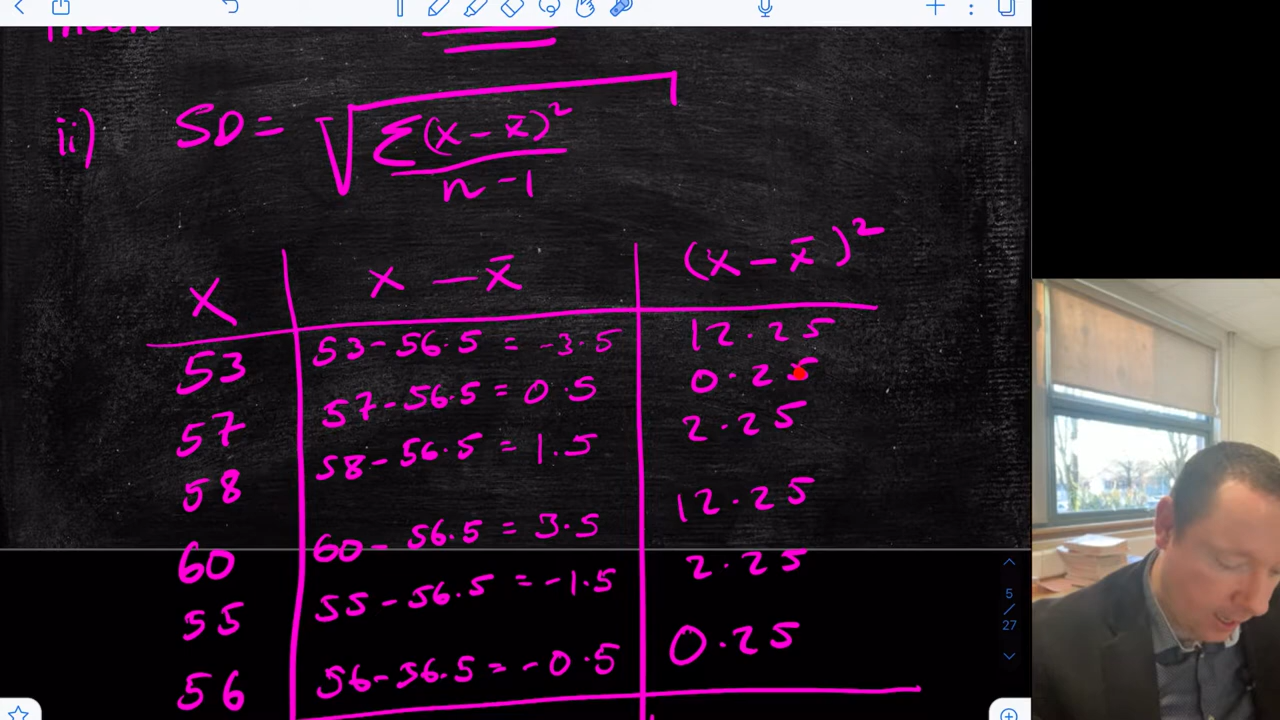 ii) SD = √∑(x - x̄)² / n - 1
x | x - x̄ | (x - x̄)²
53 | 53 - 56.5 = -3.5 | 12.25
57 | 57 - 56.5 = 0.5 | 0.25
58 | 58 - 56.5 = 1.5 | 2.25
60 | 60 - 56.5 = 3.5 | 12.25
55 | 55 - 56.5 = -1.5 | 2.25
56 | 56 - 56.5 = -0.5 | 0.25
5
/
27